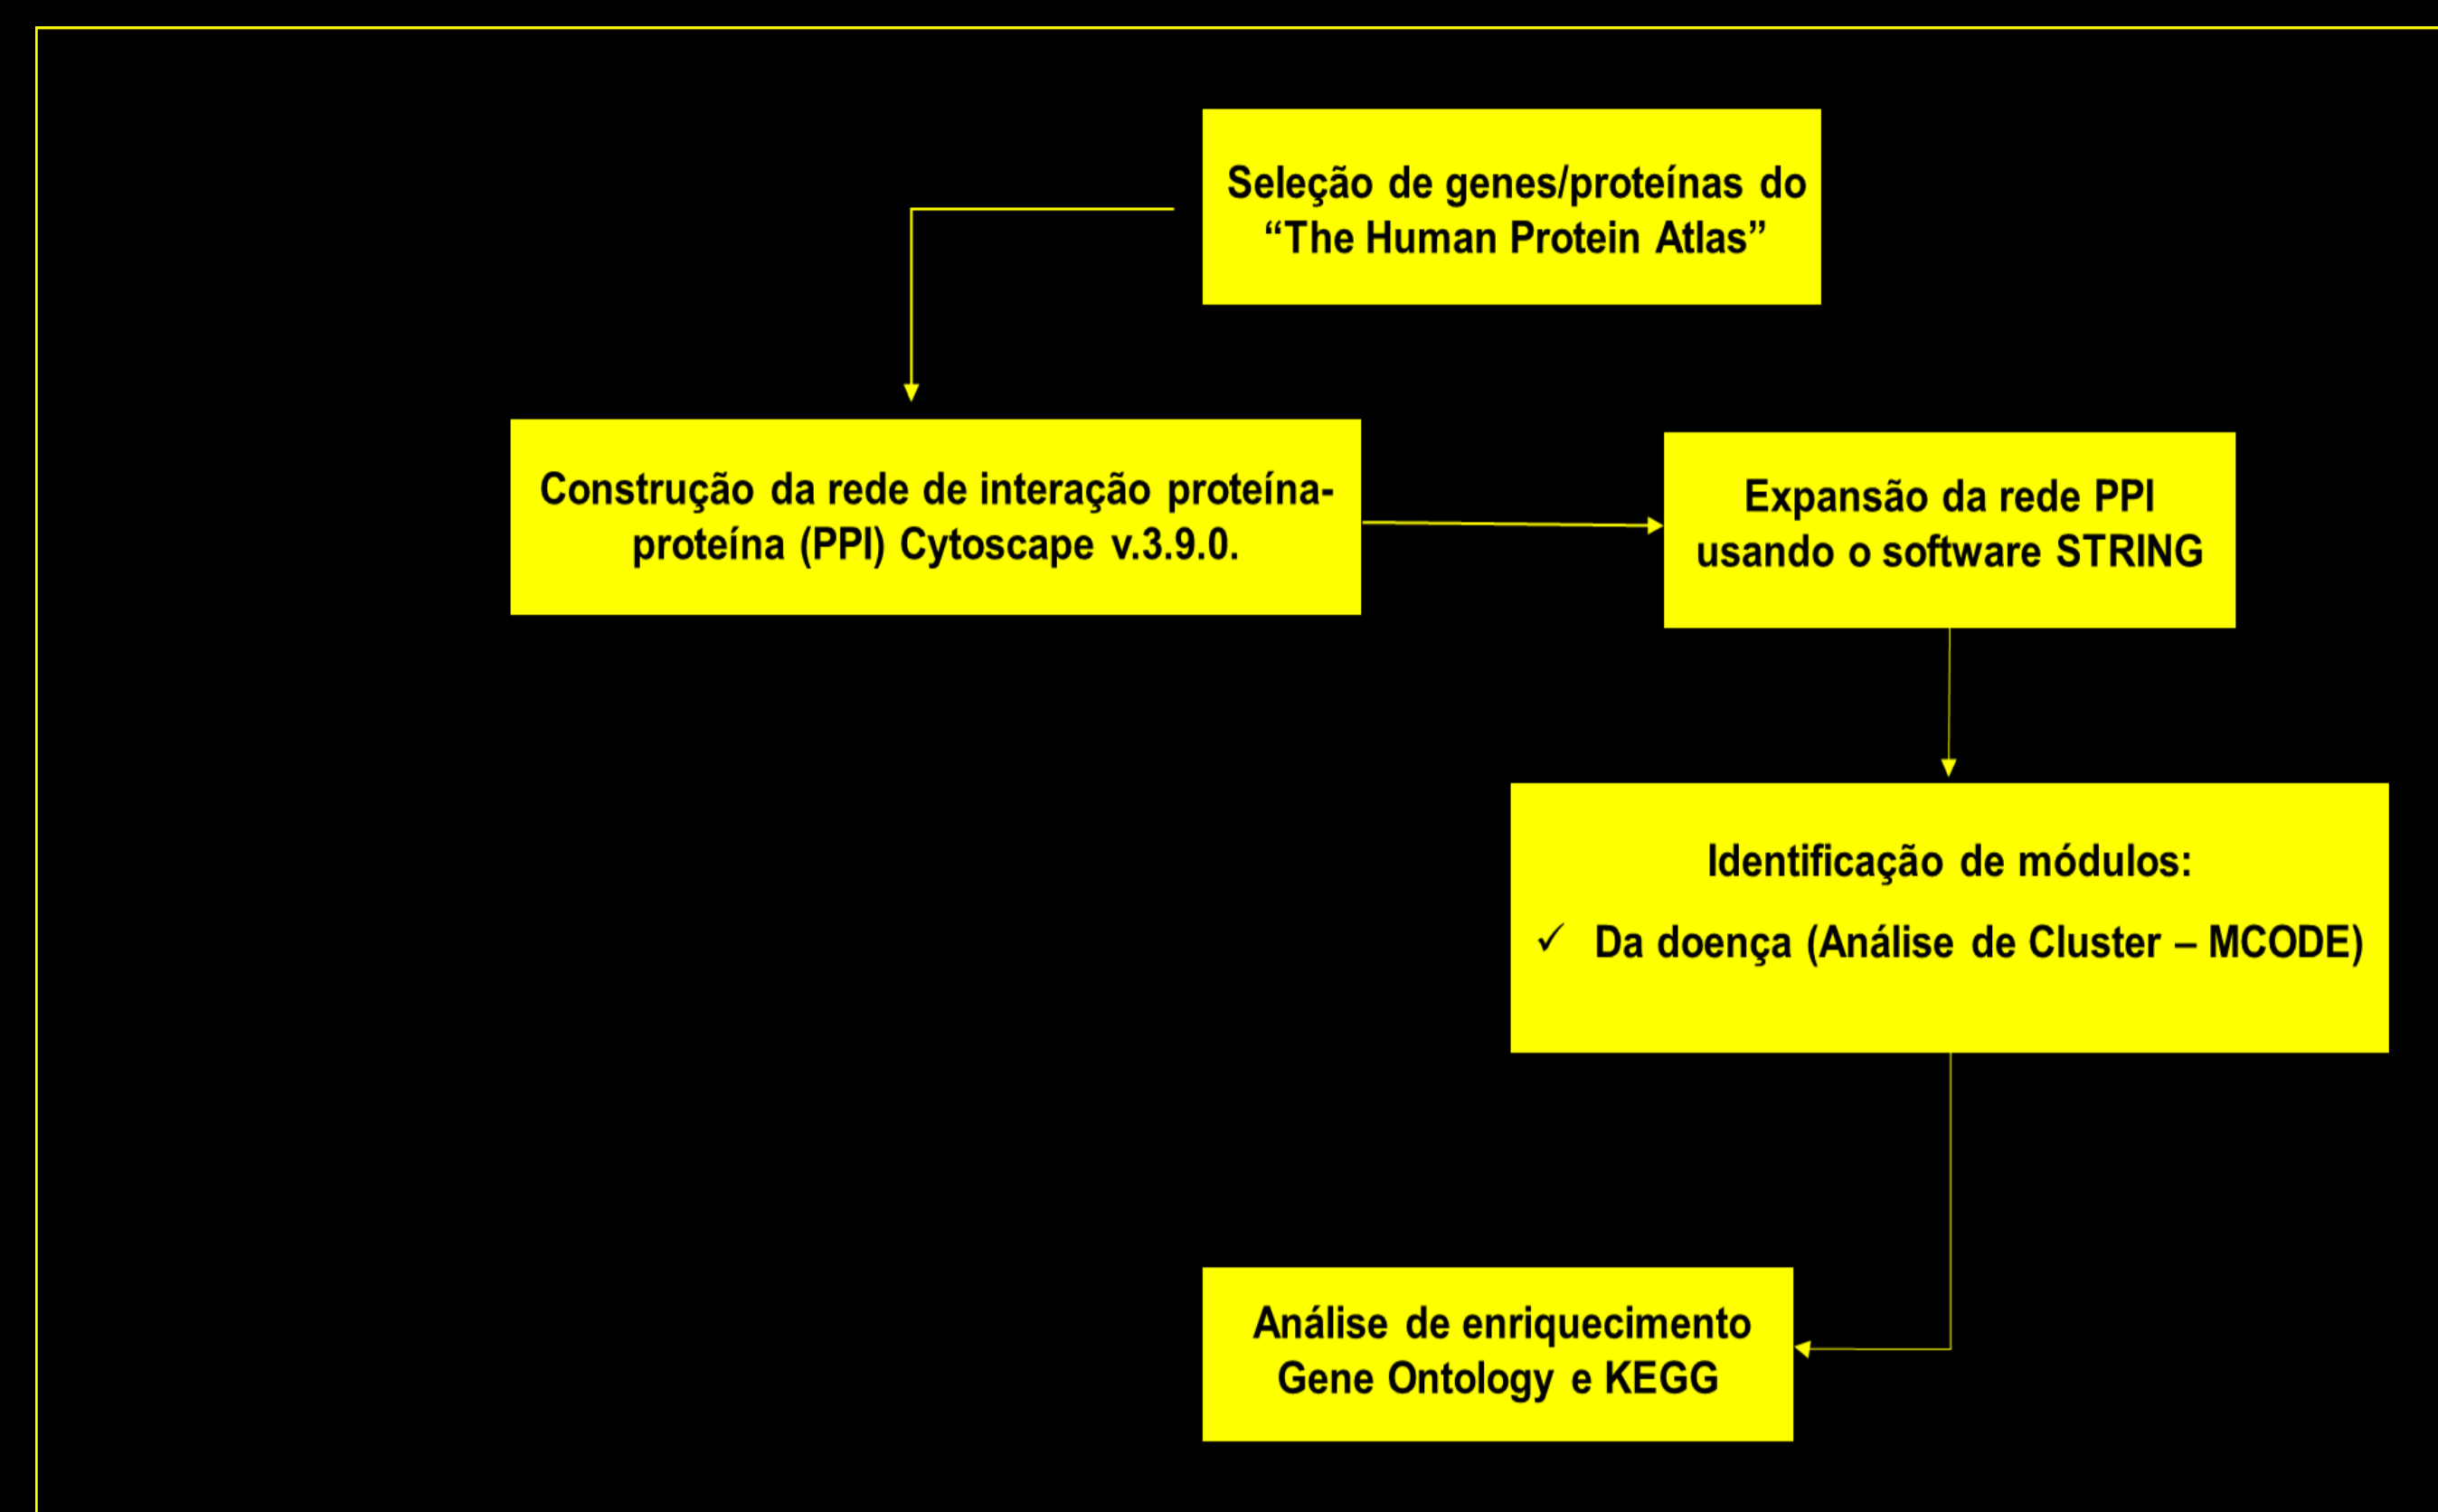 Seleção de genes/proteínas do
“The Human Protein Atlas”
Construção da rede de interação proteína-
proteína (PPI) Cytoscape v.3.9.0.
Expansão da rede PPI
usando o software STRING
Identificação de módulos:
✓ Da doença (Análise de Cluster – MCODE)
Análise de enriquecimento
Gene Ontology e KEGG